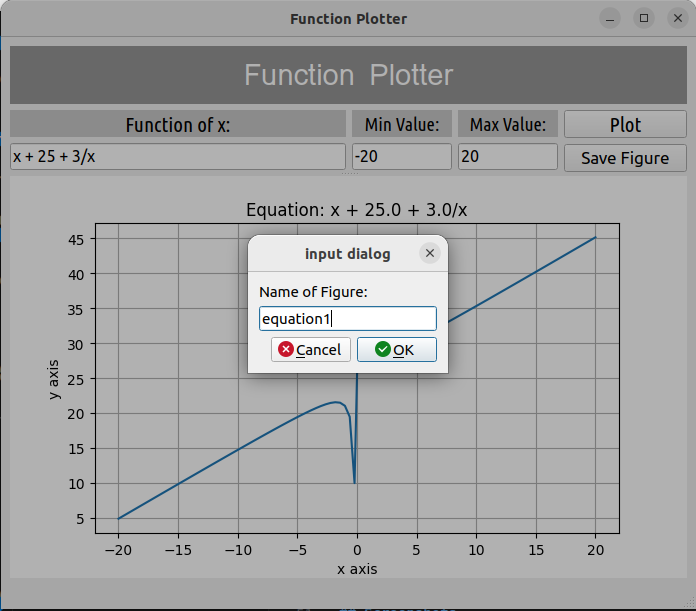 Function Plotter
Function Plotter
Function of x: Min Value: Max Value: Plot
x + 25 + 3/x -20 20 Save Figure
Equation: x + 25.0 + 3.0/x
input dialog
Name of Figure:
equation1
Cancel OK
y axis
45
40
35
30
25
20
15
10
5
−20 −15 −10 −5 0 5 10 15 20
x axis